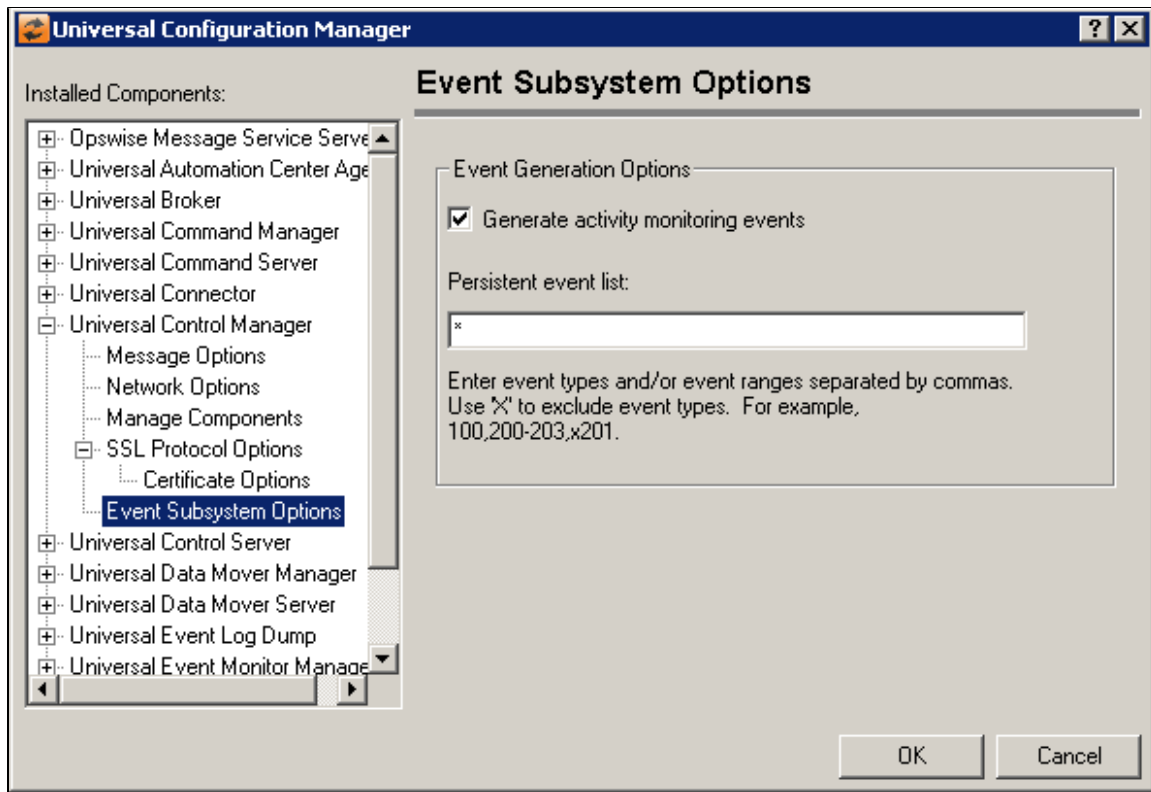 Universal Configuration Manager
Installed Components:
Opswise Message Service Serve
Universal Automation Center Age
Universal Broker
Universal Command Manager
Universal Command Server
Universal Connector
Universal Control Manager
Message Options
Network Options
Manage Components
SSL Protocol Options
Certificate Options
Event Subsystem Options
Universal Control Server
Universal Data Mover Manager
Universal Data Mover Server
Universal Event Log Dump
Universal Event Monitor Manage
Event Subsystem Options
Event Generation Options
Generate activity monitoring events
Persistent event list:
*
Enter event types and/or event ranges separated by commas.
Use 'X' to exclude event types. For example,
100,200-203,x201.
OK
Cancel